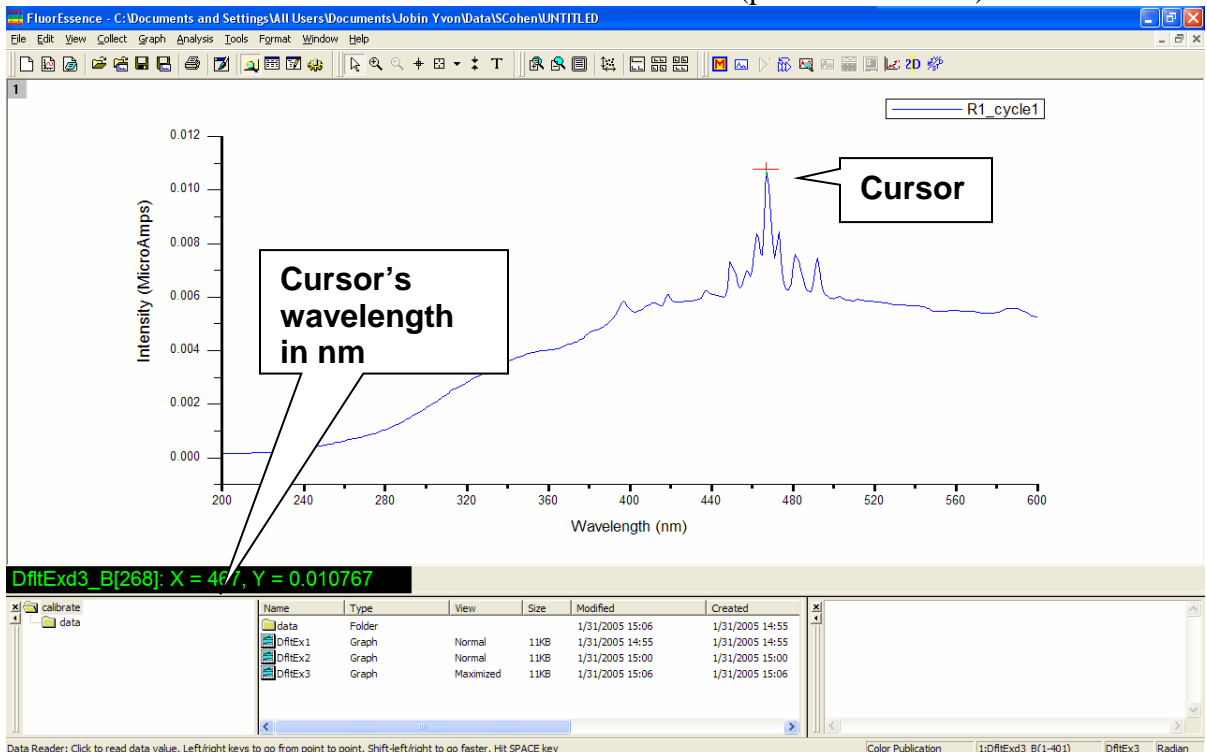 FluorEssence - C:\Documents and Settings\All Users\Documents\Jobin Yvon\Data\SCohen\UNTITLED
File Edit View Collect Graph Analysis Tools Format Window Help
T M 2D
1
R1_cycle1
0.012
0.010
0.008
0.006
0.004
0.002
0.000
Intensity (MicroAmps)
Cursor
Cursor's
wavelength
in nm
200 240 280 320 360 400 440 480 520 560 600
Wavelength (nm)
DfltExd3_B[268]: X = 467, Y = 0.010767
calibrate
data
Name Type View Size Modified Created
data Folder 1/31/2005 15:06 1/31/2005 14:55
DfltEx1 Graph Normal 11KB 1/31/2005 14:55 1/31/2005 14:55
DfltEx2 Graph Normal 11KB 1/31/2005 15:00 1/31/2005 15:00
DfltEx3 Graph Maximized 11KB 1/31/2005 15:06 1/31/2005 15:06
Data Reader: Click to read data value. Left/right keys to go from point to point. Shift-left/right to go faster. Hit SPACE key
Color Publication 1:DfltExd3_B(1-401) DfltEx3 Radian